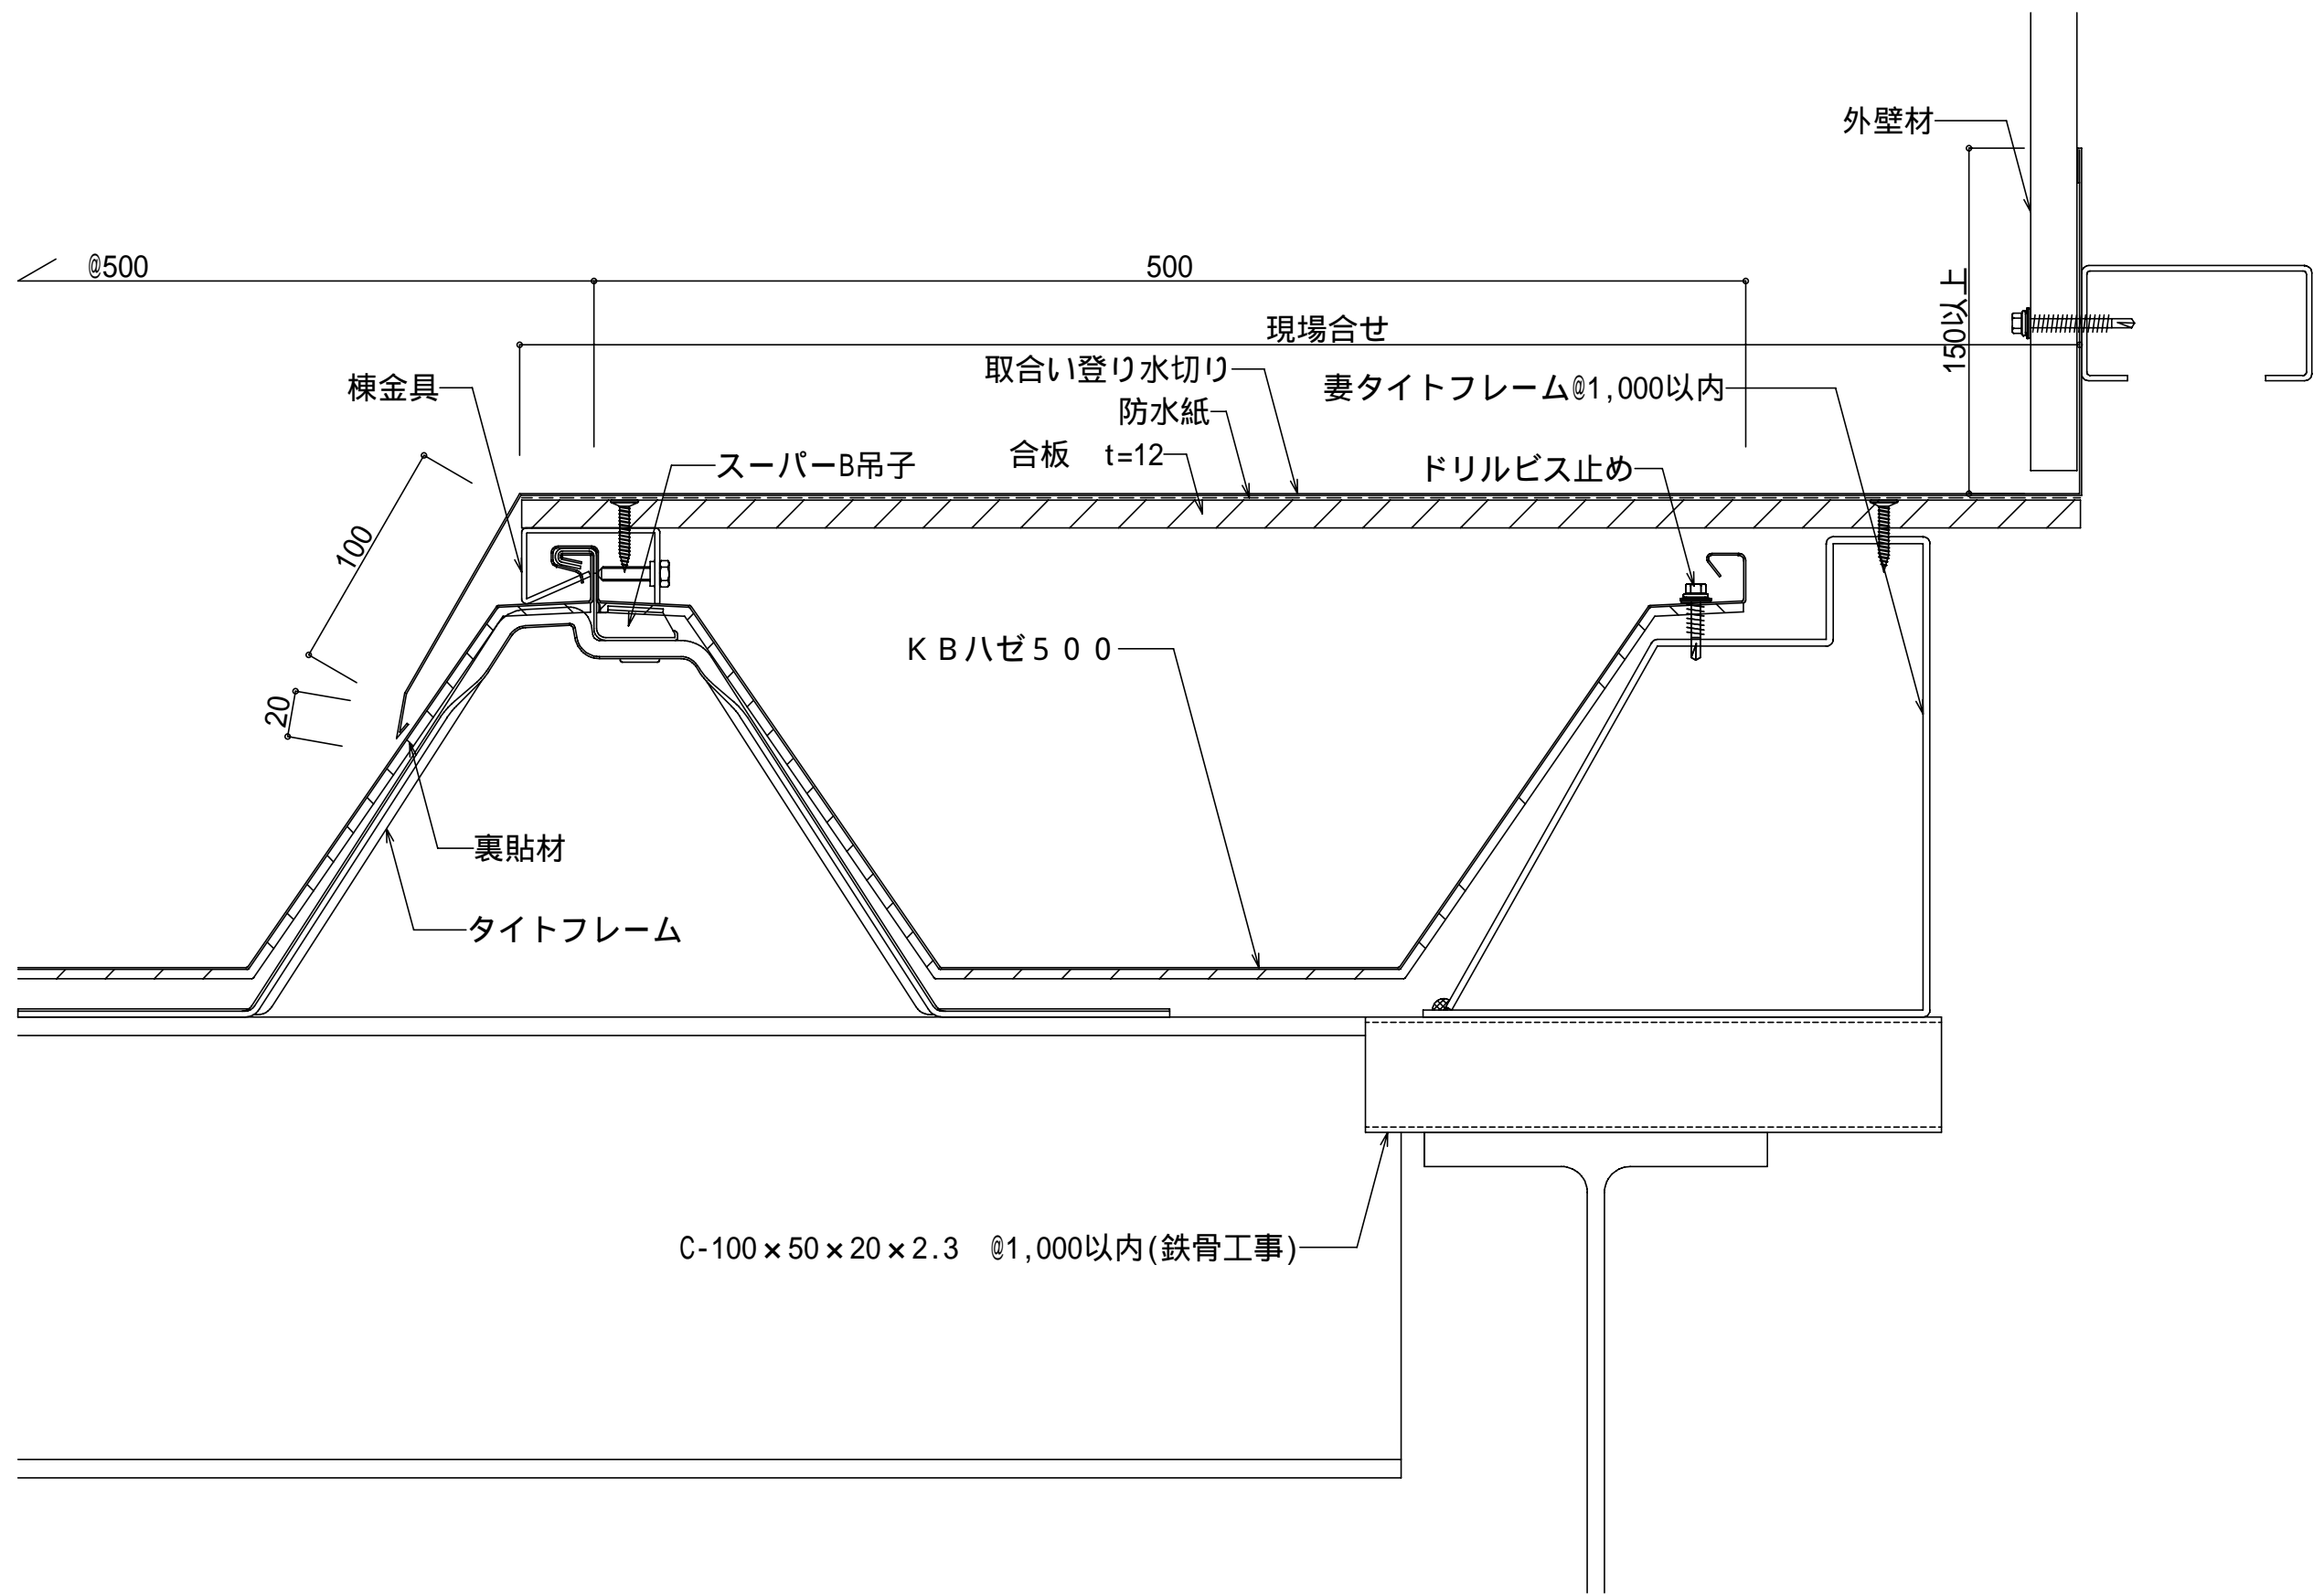 外壁材
@500
500
現場合せ
150以上
取合い登り水切り
棟金具
妻タイトフレーム@1,000以内
防水紙
スーパーB吊子
合板　t=12
ドリルビス止め
100
ＫＢハゼ５００
20
裏貼材
タイトフレーム
C-100×50×20×2.3　@1,000以内(鉄骨工事)